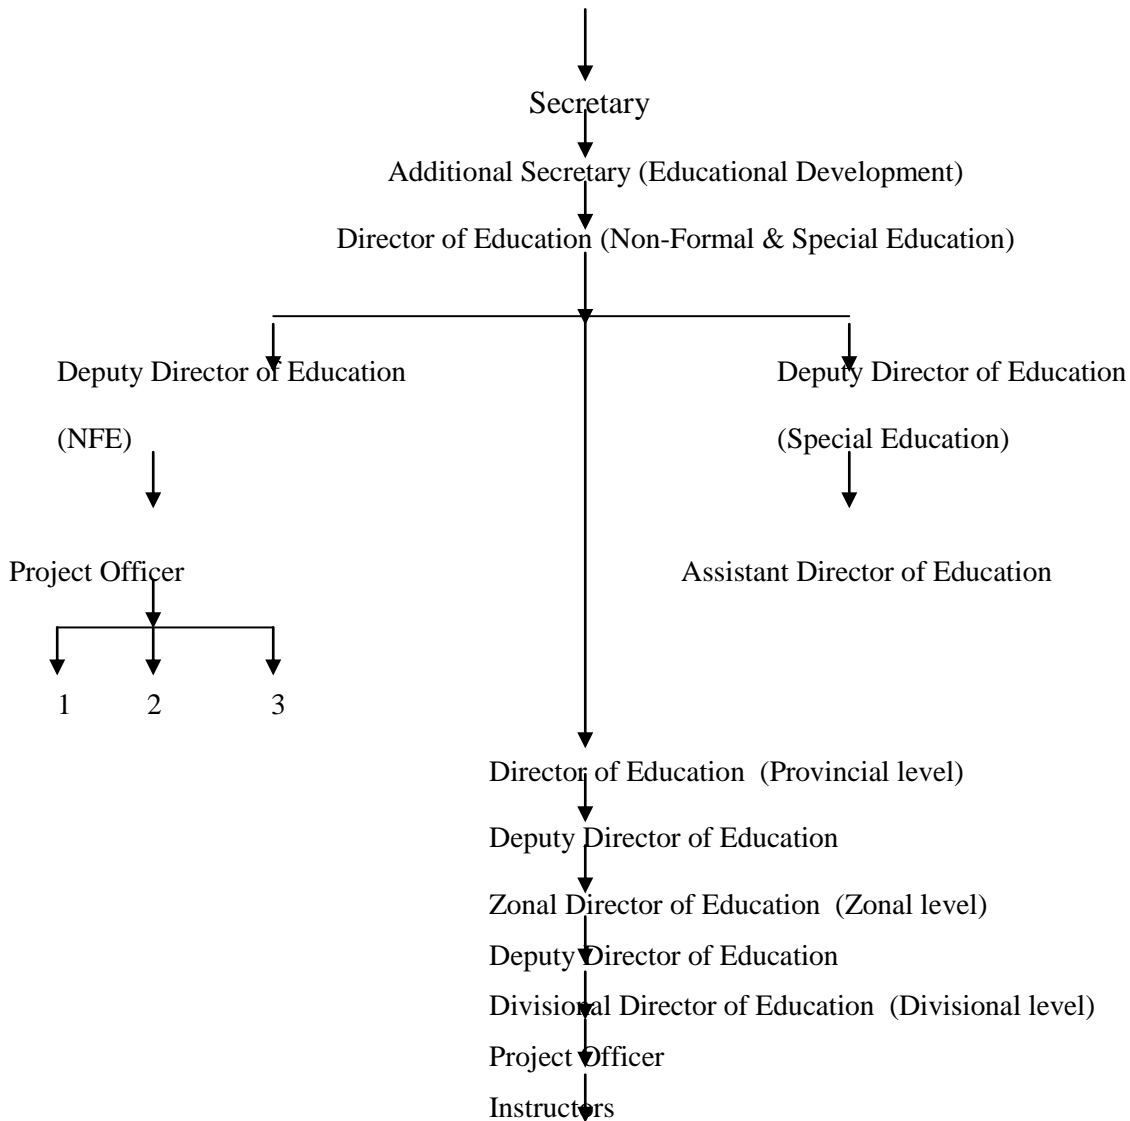 Secretary
Additional Secretary (Educational Development)
Director of Education (Non-Formal & Special Education)
Deputy Director of Education
(NFE)
Deputy Director of Education
(Special Education)
Project Officer
Assistant Director of Education
1 2 3
Director of Education (Provincial level)
Deputy Director of Education
Zonal Director of Education (Zonal level)
Deputy Director of Education
Divisional Director of Education (Divisional level)
Project Officer
Instructors